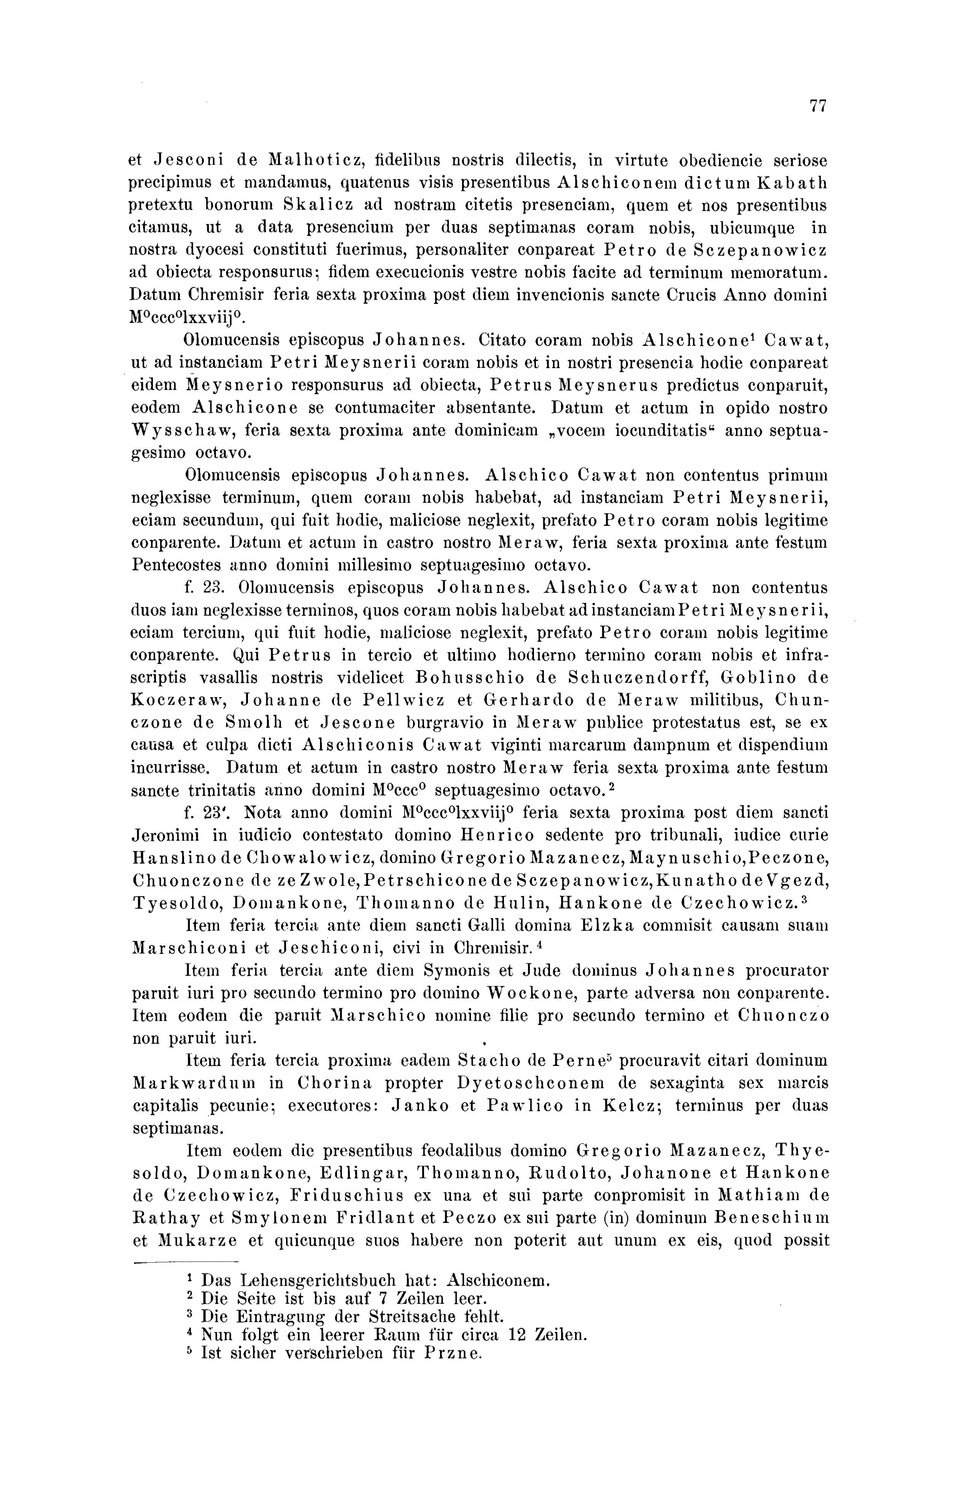 77
et Jesconi de Malhoticz, fidelibus nostris dilectis, in virtute obediencie seriose
precipimus et mandamus, quatenus visis presentibus Alschiconem dictum Kabath
pretextu bonorum Skalicz ad nostram citetis presenciam, quem et nos presentibus
citamus, ut a data presencium per duas septimanas coram nobis, ubicumque in
nostra dyocesi constituti fuerimus, personaliter conpareat Petro de Sczepanowicz
ad obiecta responsurus; fidem execucionis vestre nobis facite ad terminum memoratum.
Datum Chremisir feria sexta proxima post diem invencionis sancte Crucis Anno domini
Mºcccºlxxviijº.
Olomucensis episcopus Johannes. Citato coram nobis Alschicone¹ Cawat,
ut ad instanciam Petri Meysnerii coram nobis et in nostri presencia hodie conpareat
eidem Meysnerio responsurus ad obiecta, Petrus Meysnerus predictus conparuit,
eodem Alschicone se contumaciter absentante. Datum et actum in opido nostro
Wysschaw, feria sexta proxima ante dominicam „vocem iocunditatis“ anno septua-
gesimo octavo.
Olomucensis episcopus Johannes. Alschico Cawat non contentus primum
neglexisse terminum, quem coram nobis habebat, ad instanciam Petri Meysnerii,
eciam secundum, qui fuit hodie, maliciose neglexit, prefato Petro coram nobis legitime
conparente. Datum et actum in castro nostro Meraw, feria sexta proxima ante festum
Pentecostes anno domini millesimo septuagesimo octavo.
f. 23. Olomucensis episcopus Johannes. Alschico Cawat non contentus
duos iam neglexisse terminos, quos coram nobis habebat ad instanciam Petri Meysnerii,
eciam tercium, qui fuit hodie, maliciose neglexit, prefato Petro coram nobis legitime
conparente. Qui Petrus in tercio et ultimo hodierno termino coram nobis et infra-
scriptis vasallis nostris videlicet Bohusschio de Schuczendorff, Goblino de
Koczeraw, Johanne de Pellwicz et Gerhardo de Meraw militibus, Chun-
czone de Smolh et Jescone burgravio in Meraw publice protestatus est, se ex
causa et culpa dicti Alschiconis Cawat viginti marcarum dampnum et dispendium
incurrisse. Datum et actum in castro nostro Meraw feria sexta proxima ante festum
sancte trinitatis anno domini Mºcccº septuagesimo octavo.²
f. 23'. Nota anno domini Mºcccºlxxviijº feria sexta proxima post diem sancti
Jeronimi in iudicio contestato domino Henrico sedente pro tribunali, iudice curie
Hanslino de Chowalowicz, domino Gregorio Mazanecz, Maynuschio, Peczone,
Chuonczone de ze Zwole, Petrschicone de Sczepanowicz, Kunatho de Vgezd,
Tyesoldo, Domankone, Thomanno de Hulin, Hankone de Czechowicz.³
Item feria tercia ante diem sancti Galli domina Elzka commisit causam suam
Marschiconi et Jeschiconi, civi in Chremisir.⁴
Item feria tercia ante diem Symonis et Jude dominus Johannes procurator
paruit iuri pro secundo termino pro domino Wockone, parte adversa non conparente.
Item eodem die paruit Marschico nomine filie pro secundo termino et Chuonczo
non paruit iuri.
Item feria tercia proxima eadem Stacho de Perne⁵ procuravit citari dominum
Markwardum in Chorina propter Dyetoschconem de sexaginta sex marcis
capitalis pecunie; executores: Janko et Pawlico in Kelcz; terminus per duas
septimanas.
Item eodem die presentibus feodalibus domino Gregorio Mazanecz, Thye-
soldo, Domankone, Edlingar, Thomanno, Rudolto, Johanone et Hankone
de Czechowicz, Friduschius ex una et sui parte conpromisit in Mathiam de
Rathay et Smylonem Fridlant et Peczo ex sui parte (in) dominum Beneschium
et Mukarze et quicunque suos habere non poterit aut unum ex eis, quod possit
¹ Das Lehensgerichtsbuch hat: Alschiconem.
² Die Seite ist bis auf 7 Zeilen leer.
³ Die Eintragung der Streitsache fehlt.
⁴ Nun folgt ein leerer Raum für circa 12 Zeilen.
⁵ Ist sicher verschrieben für Przne.